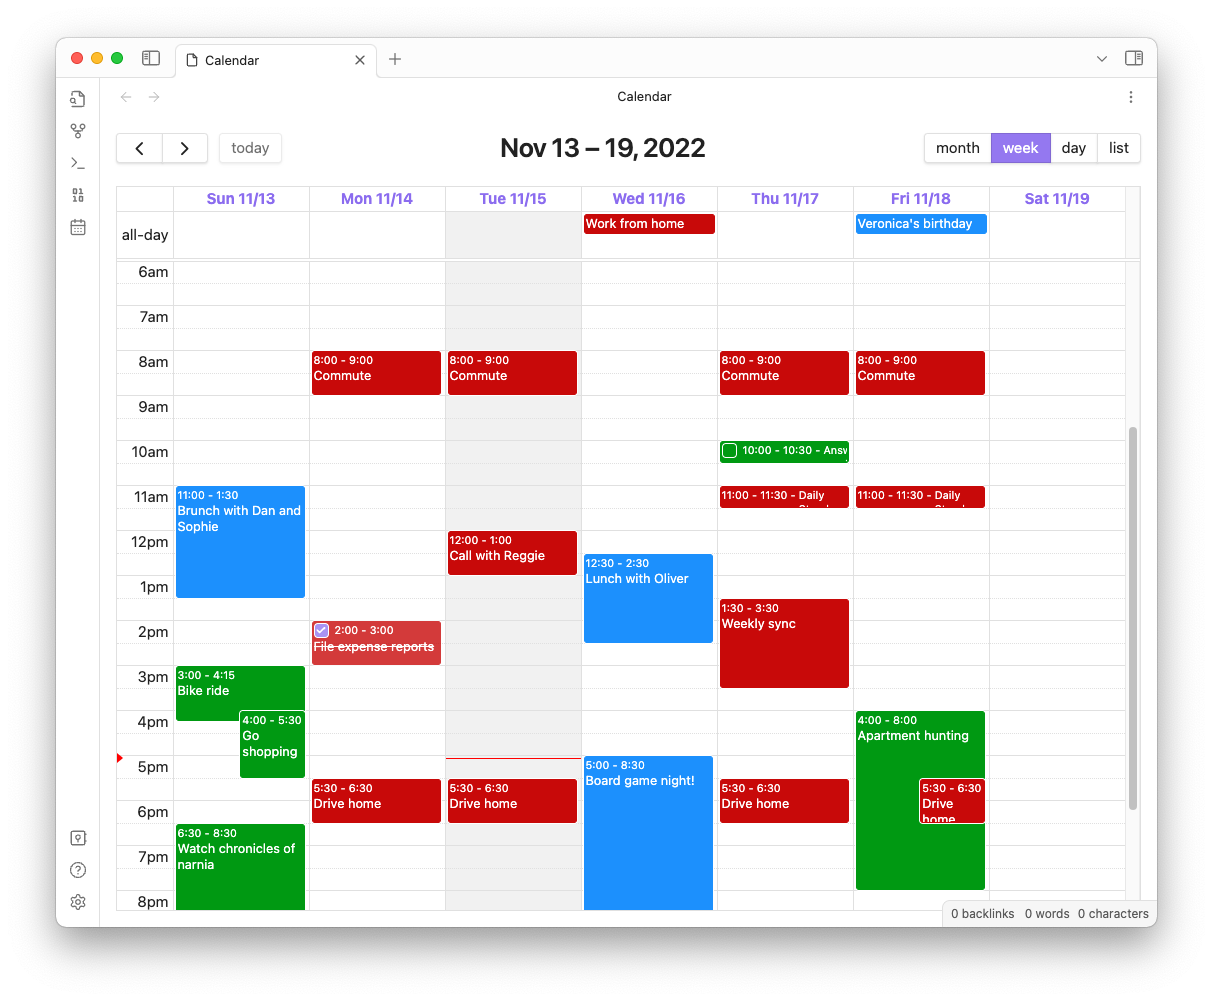 Calendar
Calendar
today
Nov 13 – 19, 2022
month
week
day
list
Sun 11/13
Mon 11/14
Tue 11/15
Wed 11/16
Thu 11/17
Fri 11/18
Sat 11/19
all-day
Work from home
Veronica's birthday
6am
7am
8am
8:00 - 9:00
Commute
8:00 - 9:00
Commute
8:00 - 9:00
Commute
8:00 - 9:00
Commute
9am
10am
10:00 - 10:30 - Answ
11am
11:00 - 1:30
Brunch with Dan and
Sophie
11:00 - 11:30 - Daily
11:00 - 11:30 - Daily
12pm
12:00 - 1:00
Call with Reggie
12:30 - 2:30
Lunch with Oliver
1pm
1:30 - 3:30
Weekly sync
2pm
2:00 - 3:00
File expense reports
3pm
3:00 - 4:15
Bike ride
4pm
4:00 - 5:30
Go
shopping
4:00 - 8:00
Apartment hunting
5pm
5:00 - 8:30
Board game night!
5:30 - 6:30
Drive home
5:30 - 6:30
Drive home
5:30 - 6:30
Drive home
5:30 - 6:30
Drive
home
6pm
6:30 - 8:30
Watch chronicles of
narnia
7pm
8pm
0 backlinks
0 words
0 characters